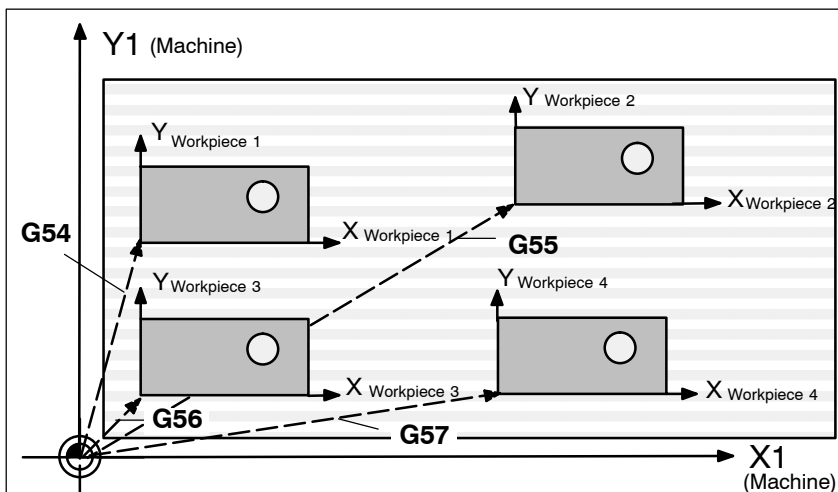 Y1 (Machine)
Y Workpiece 2
Y Workpiece 1
X Workpiece 2
G54
X Workpiece 1
G55
Y Workpiece 3
Y Workpiece 4
X Workpiece 3
X Workpiece 4
G56
G57
X1
(Machine)